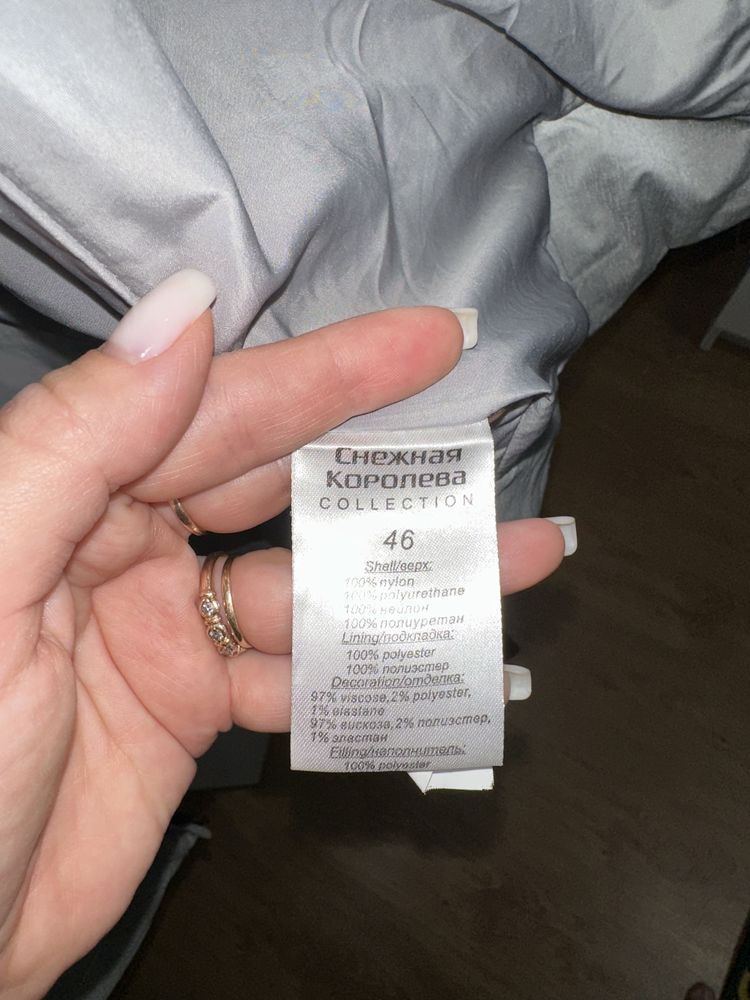 Снежная
Королева
COLLECTION
46
Shell/верх:
100% nylon
100% polyurethane
100% нейлон
100% полиуретан
Lining/подкладка:
100% polyester
100% полиэстер
Decoration/отделка:
97% viscose, 2% polyester,
1% elastane
97% вискоза, 2% полиэстер,
1% эластан
Filling/наполнитель:
100% polyester